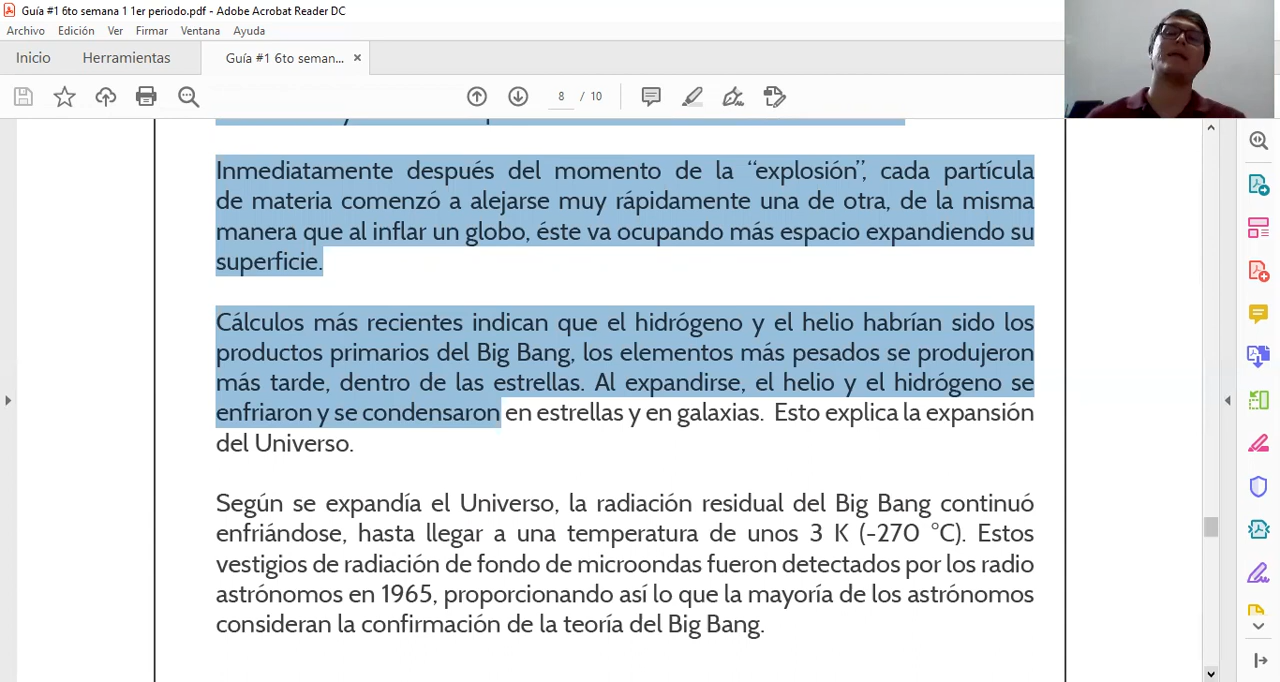 Guía #1 6to semana 1 1er periodo.pdf - Adobe Acrobat Reader DC
Archivo Edición Ver Firmar Ventana Ayuda
Inicio Herramientas Guía #1 6to seman... ×
8 / 10
Inmediatamente después del momento de la “explosión”, cada partícula
de materia comenzó a alejarse muy rápidamente una de otra, de la misma
manera que al inflar un globo, éste va ocupando más espacio expandiendo su
superficie.
Cálculos más recientes indican que el hidrógeno y el helio habrían sido los
productos primarios del Big Bang, los elementos más pesados se produjeron
más tarde, dentro de las estrellas. Al expandirse, el helio y el hidrógeno se
enfriaron y se condensaron en estrellas y en galaxias. Esto explica la expansión
del Universo.
Según se expandía el Universo, la radiación residual del Big Bang continuó
enfriándose, hasta llegar a una temperatura de unos 3 K (-270 °C). Estos
vestigios de radiación de fondo de microondas fueron detectados por los radio
astrónomos en 1965, proporcionando así lo que la mayoría de los astrónomos
consideran la confirmación de la teoría del Big Bang.